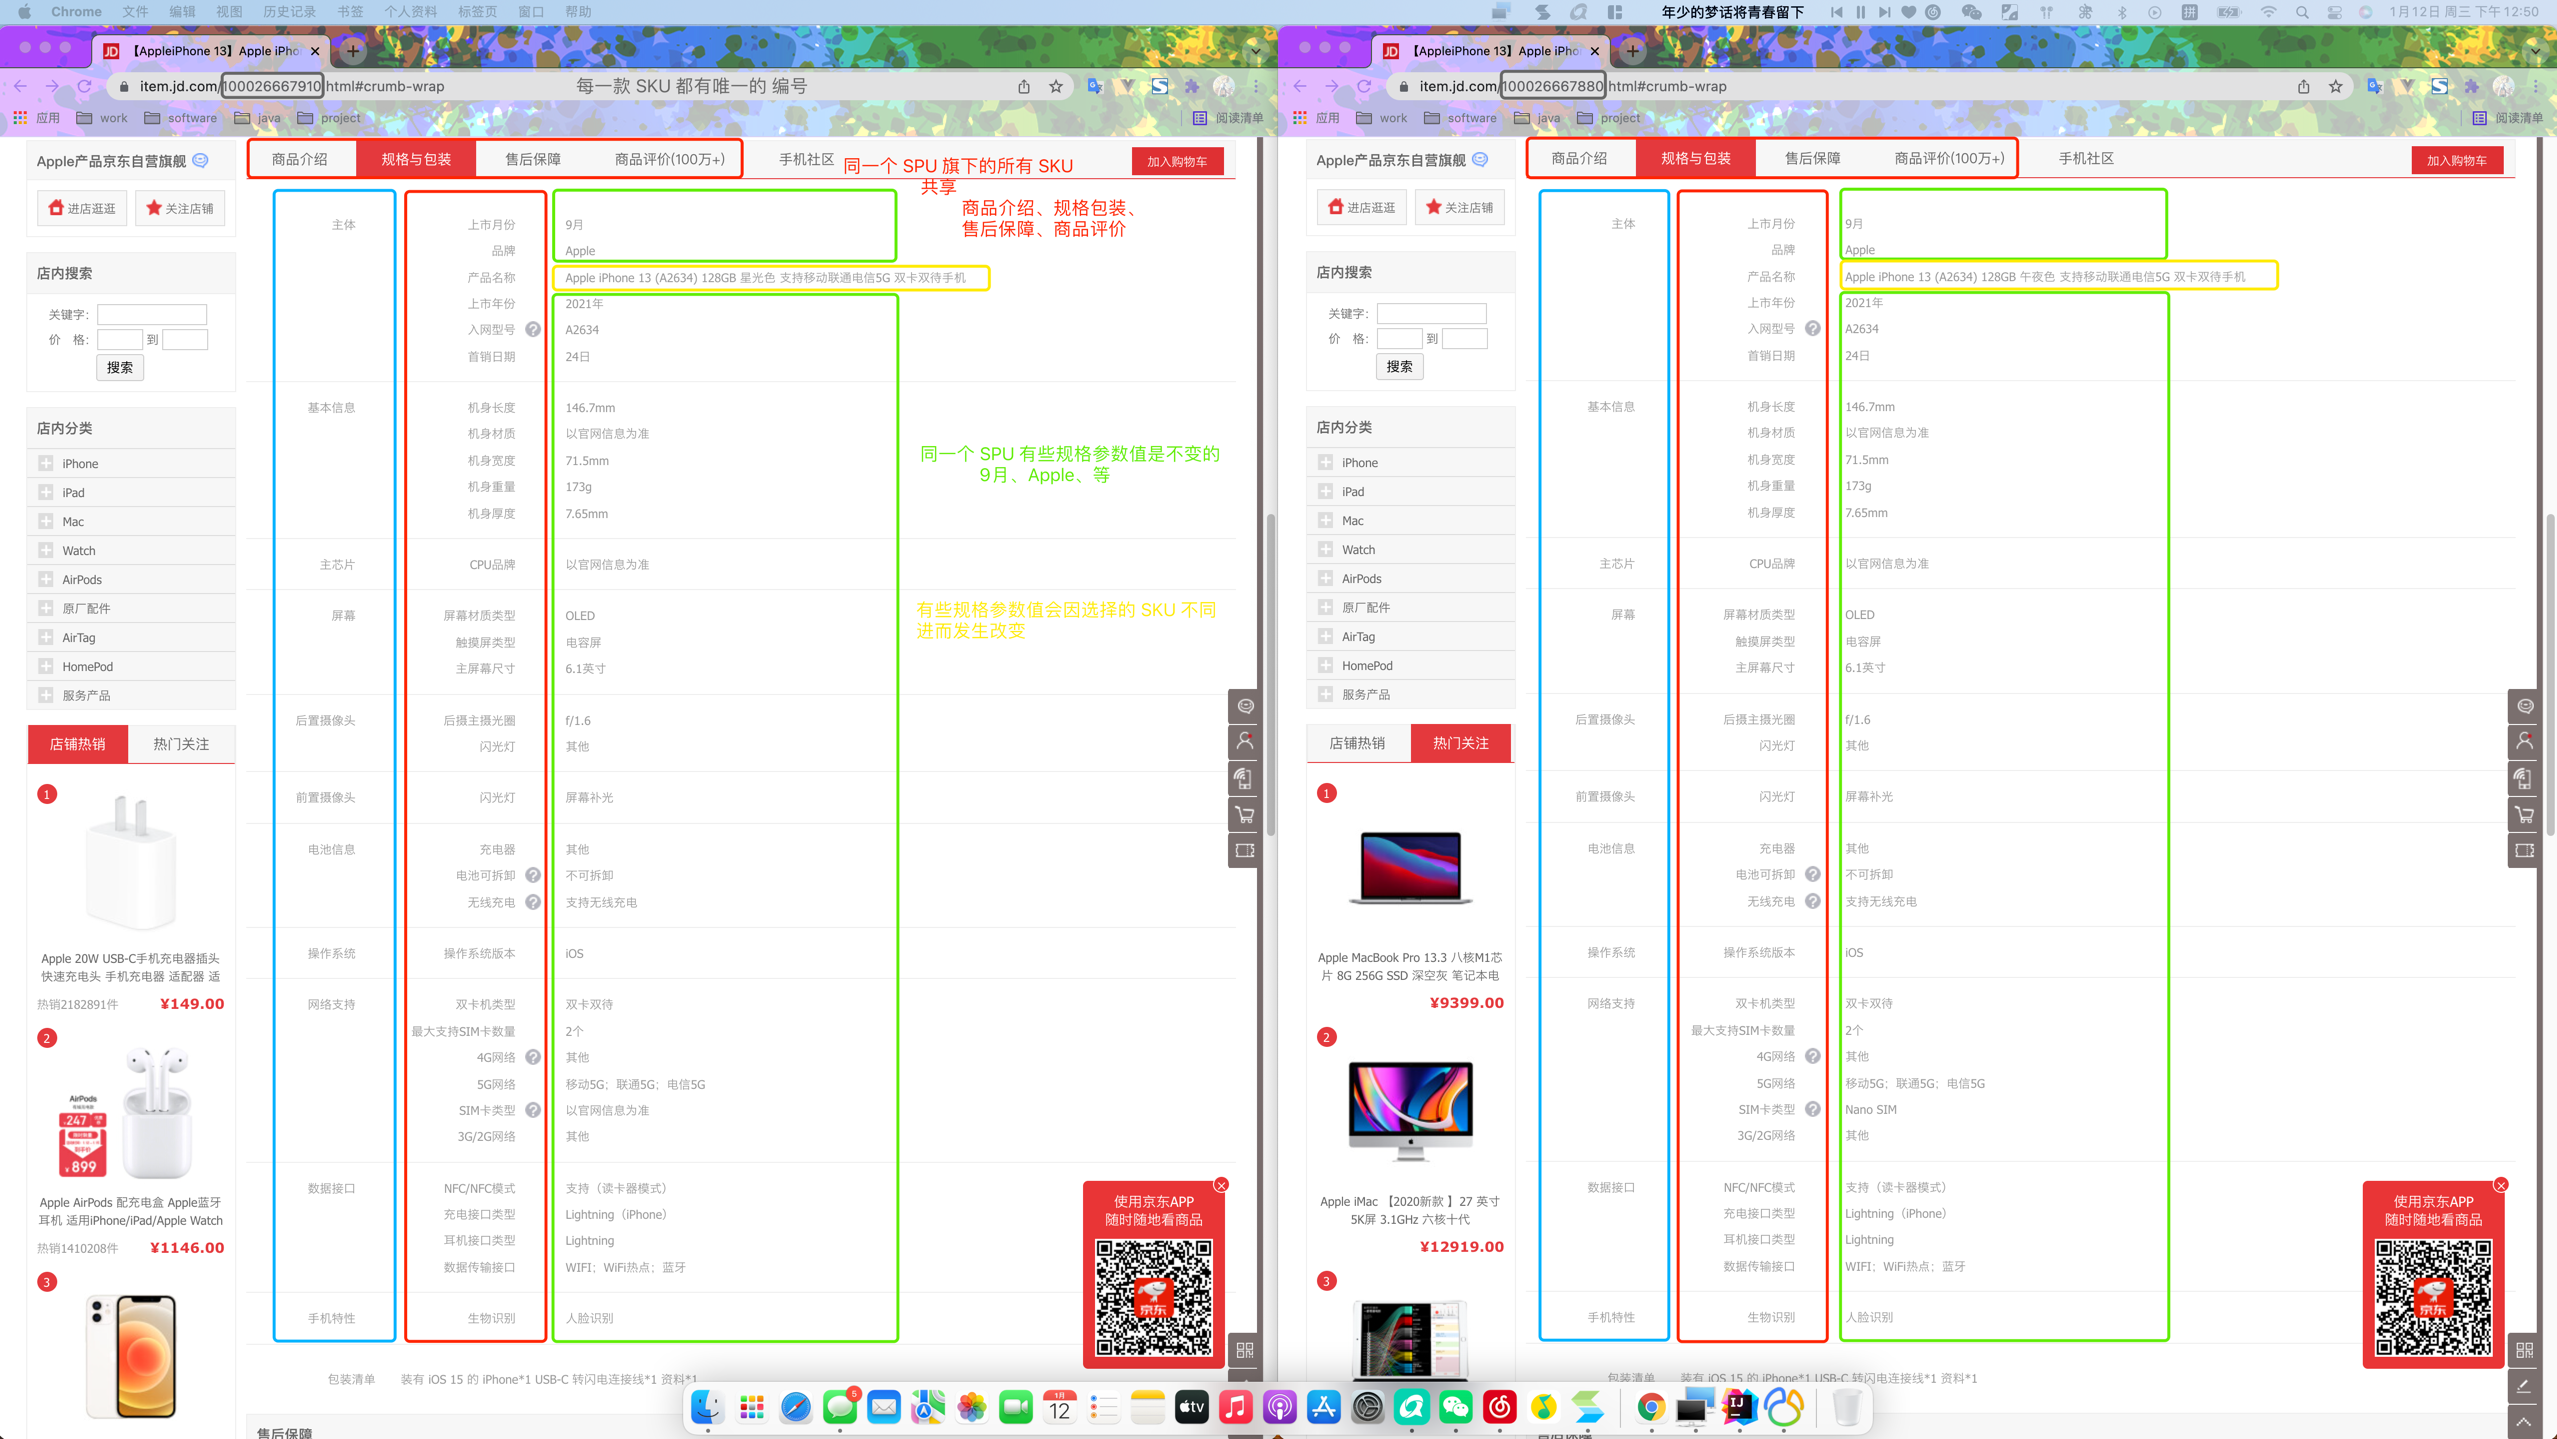 Chrome 文件 编辑 视图 历史记录 书签 个人资料 标签页 窗口 帮助
年少的梦话将青春留下
1月12日 周三 下午12:50
【AppleiPhone 13】Apple iPho
item.jd.com/100026667910.html#crumb-wrap
每一款 SKU 都有唯一的 编号
应用 work software java project 阅读清单
Apple产品京东自营旗舰
进店逛逛 关注店铺
店内搜索
关键字：
价 格： 到
搜索
店内分类
iPhone
iPad
Mac
Watch
AirPods
原厂配件
AirTag
HomePod
服务产品
店铺热销 热门关注
1
Apple 20W USB-C手机充电器插头
快速充电头 手机充电器 适配器 适
热销2182891件 ¥149.00
2
AirPods
247
899
Apple AirPods 配充电盒 Apple蓝牙
耳机 适用iPhone/iPad/Apple Watch
热销1410208件 ¥1146.00
3
商品介绍 规格与包装 售后保障 商品评价(100万+) 手机社区 加入购物车
同一个 SPU 旗下的所有 SKU
共享
商品介绍、规格包装、
售后保障、商品评价
主体 上市月份 9月
品牌 Apple
产品名称 Apple iPhone 13 (A2634) 128GB 星光色 支持移动联通电信5G 双卡双待手机
上市年份 2021年
入网型号 A2634
首销日期 24日
基本信息 机身长度 146.7mm
机身材质 以官网信息为准
机身宽度 71.5mm
机身重量 173g
机身厚度 7.65mm
同一个 SPU 有些规格参数值是不变的
9月、Apple、等
主芯片 CPU品牌 以官网信息为准
屏幕 屏幕材质类型 OLED
触摸屏类型 电容屏
主屏幕尺寸 6.1英寸
有些规格参数值会因选择的 SKU 不同
进而发生改变
后置摄像头 后摄主摄光圈 f/1.6
闪光灯 其他
前置摄像头 闪光灯 屏幕补光
电池信息 充电器 其他
电池可拆卸 不可拆卸
无线充电 支持无线充电
操作系统 操作系统版本 iOS
网络支持 双卡机类型 双卡双待
最大支持SIM卡数量 2个
4G网络 其他
5G网络 移动5G；联通5G；电信5G
SIM卡类型 以官网信息为准
3G/2G网络 其他
数据接口 NFC/NFC模式 支持（读卡器模式）
充电接口类型 Lightning（iPhone）
耳机接口类型 Lightning
数据传输接口 WIFI；WiFi热点；蓝牙
手机特性 生物识别 人脸识别
包装清单 装有 iOS 15 的 iPhone*1 USB-C 转闪电连接线*1 资料*1
售后保障
使用京东APP
随时随地看商品
京东
【AppleiPhone 13】Apple iPho
item.jd.com/100026667880.html#crumb-wrap
应用 work software java project 阅读清单
Apple产品京东自营旗舰
进店逛逛 关注店铺
店内搜索
关键字：
价 格： 到
搜索
店内分类
iPhone
iPad
Mac
Watch
AirPods
原厂配件
AirTag
HomePod
服务产品
店铺热销 热门关注
1
Apple MacBook Pro 13.3 八核M1芯
片 8G 256G SSD 深空灰 笔记本电
¥9399.00
2
Apple iMac 【2020新款 】27 英寸
5K屏 3.1GHz 六核十代
¥12919.00
3
商品介绍 规格与包装 售后保障 商品评价(100万+) 手机社区 加入购物车
主体 上市月份 9月
品牌 Apple
产品名称 Apple iPhone 13 (A2634) 128GB 午夜色 支持移动联通电信5G 双卡双待手机
上市年份 2021年
入网型号 A2634
首销日期 24日
基本信息 机身长度 146.7mm
机身材质 以官网信息为准
机身宽度 71.5mm
机身重量 173g
机身厚度 7.65mm
主芯片 CPU品牌 以官网信息为准
屏幕 屏幕材质类型 OLED
触摸屏类型 电容屏
主屏幕尺寸 6.1英寸
后置摄像头 后摄主摄光圈 f/1.6
闪光灯 其他
前置摄像头 闪光灯 屏幕补光
电池信息 充电器 其他
电池可拆卸 不可拆卸
无线充电 支持无线充电
操作系统 操作系统版本 iOS
网络支持 双卡机类型 双卡双待
最大支持SIM卡数量 2个
4G网络 其他
5G网络 移动5G；联通5G；电信5G
SIM卡类型 Nano SIM
3G/2G网络 其他
数据接口 NFC/NFC模式 支持（读卡器模式）
充电接口类型 Lightning（iPhone）
耳机接口类型 Lightning
数据传输接口 WIFI；WiFi热点；蓝牙
手机特性 生物识别 人脸识别
包装清单 装有 iOS 15 的 iPhone*1 USB-C 转闪电连接线*1 资料*1
使用京东APP
随时随地看商品
京东
5
1月
12
tv
IJ